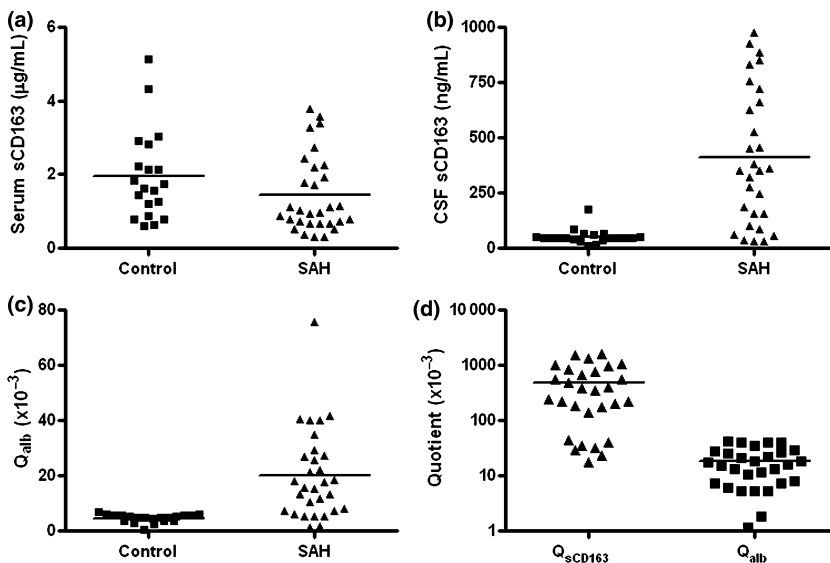 (a)
Serum sCD163 (µg/mL)
6
4
2
0
Control
SAH
(b)
CSF sCD163 (ng/mL)
1000
750
500
250
0
Control
SAH
(c)
Qalb (x10−3)
80
60
40
20
0
Control
SAH
(d)
Quotient (×10−3)
10 000
1000
100
10
1
QsCD163
Qalb